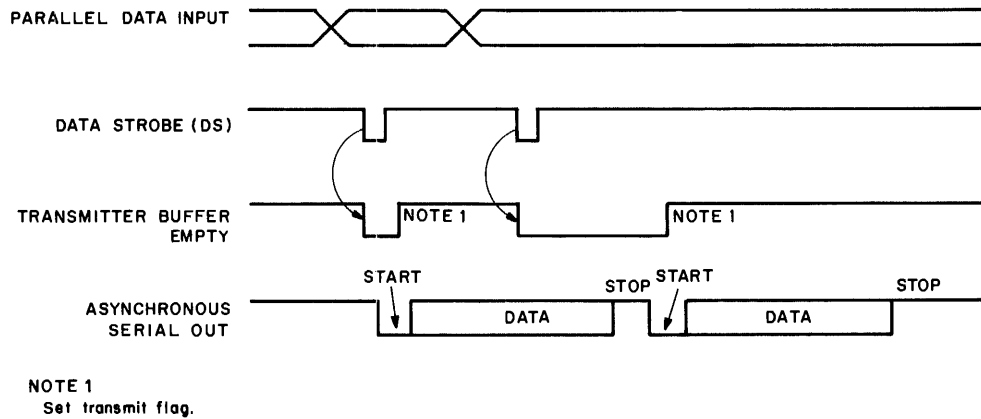 PARALLEL DATA INPUT
DATA STROBE (DS)
TRANSMITTER BUFFER
EMPTY
NOTE 1
NOTE 1
START
STOP
START
STOP
ASYNCHRONOUS
SERIAL OUT
DATA
DATA
NOTE 1
Set transmit flag.